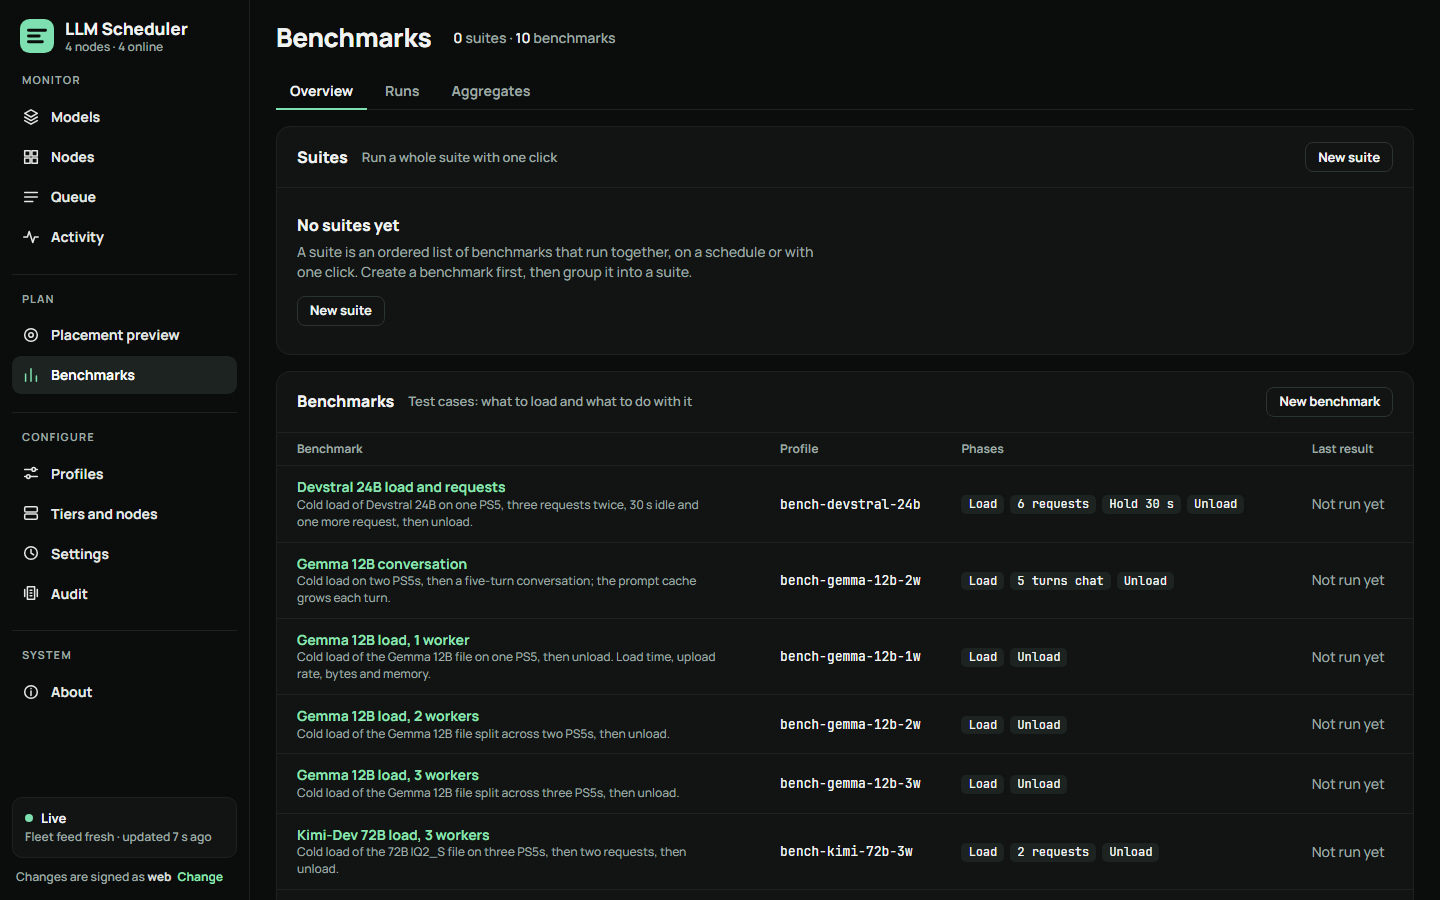 LLM Scheduler
4 nodes · 4 online
MONITOR
Models
Nodes
Queue
Activity
PLAN
Placement preview
Benchmarks
CONFIGURE
Profiles
Tiers and nodes
Settings
Audit
SYSTEM
About
Live
Fleet feed fresh · updated 7 s ago
Changes are signed as web Change
Benchmarks 0 suites · 10 benchmarks
Overview Runs Aggregates
Suites Run a whole suite with one click New suite
No suites yet
A suite is an ordered list of benchmarks that run together, on a schedule or with
one click. Create a benchmark first, then group it into a suite.
New suite
Benchmarks Test cases: what to load and what to do with it New benchmark
Benchmark Profile Phases Last result
Devstral 24B load and requests
Cold load of Devstral 24B on one PS5, three requests twice, 30 s idle and
one more request, then unload.
bench-devstral-24b Load 6 requests Hold 30 s Unload Not run yet
Gemma 12B conversation
Cold load on two PS5s, then a five-turn conversation; the prompt cache
grows each turn.
bench-gemma-12b-2w Load 5 turns chat Unload Not run yet
Gemma 12B load, 1 worker
Cold load of the Gemma 12B file on one PS5, then unload. Load time, upload
rate, bytes and memory.
bench-gemma-12b-1w Load Unload Not run yet
Gemma 12B load, 2 workers
Cold load of the Gemma 12B file split across two PS5s, then unload.
bench-gemma-12b-2w Load Unload Not run yet
Gemma 12B load, 3 workers
Cold load of the Gemma 12B file split across three PS5s, then unload.
bench-gemma-12b-3w Load Unload Not run yet
Kimi-Dev 72B load, 3 workers
Cold load of the 72B IQ2_S file on three PS5s, then two requests, then
unload.
bench-kimi-72b-3w Load 2 requests Unload Not run yet